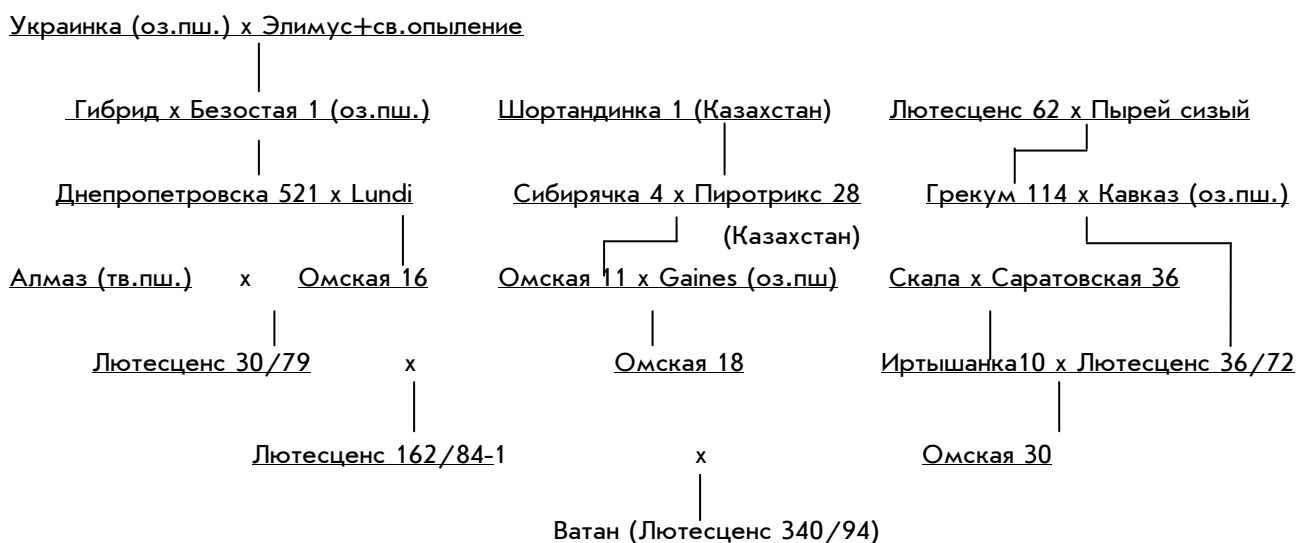 Украинка (оз.пш.) х Элимус+св.опыление
Гибрид х Безостая 1 (оз.пш.) Шортандинка 1 (Казахстан) Лютесценс 62 х Пырей сизый
Днепропетровска 521 х Lundi Сибирячка 4 х Пиротрикс 28 Грекум 114 х Кавказ (оз.пш.)
(Казахстан)
Алмаз (тв.пш.) х Омская 16 Омская 11 х Gaines (оз.пш) Скала х Саратовская 36
Лютесценс 30/79 х Омская 18 Иртышанка10 х Лютесценс 36/72
Лютесценс 162/84-1 х Омская 30
Ватан (Лютесценс 340/94)